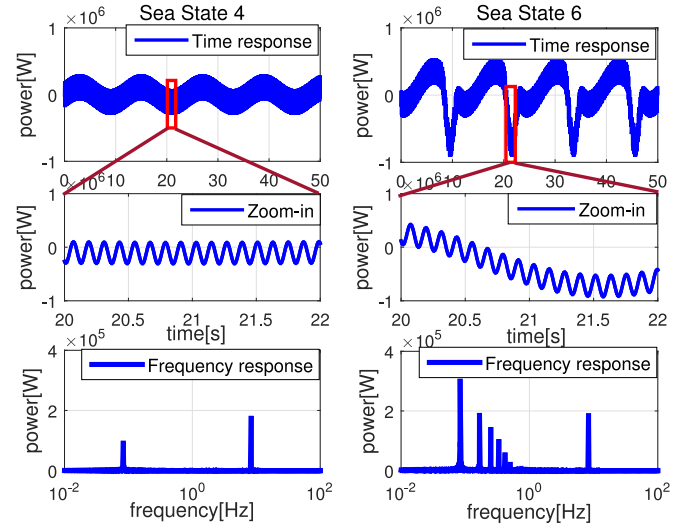 Sea State 4
×10^6
Time response
power[W]
1
0
-1
0 10 20 30 40 50
×10^6
Zoom-in
power[W]
1
0
-1
20 20.5 21 21.5 22
time[s]
×10^5
Frequency response
power[W]
4
2
0
10^-2 10^0 10^2
frequency[Hz]
Sea State 6
×10^6
Time response
power[W]
1
0
-1
0 10 20 30 40 50
×10^6
Zoom-in
power[W]
1
0
-1
20 20.5 21 21.5 22
time[s]
×10^5
Frequency response
power[W]
4
2
0
10^-2 10^0 10^2
frequency[Hz]